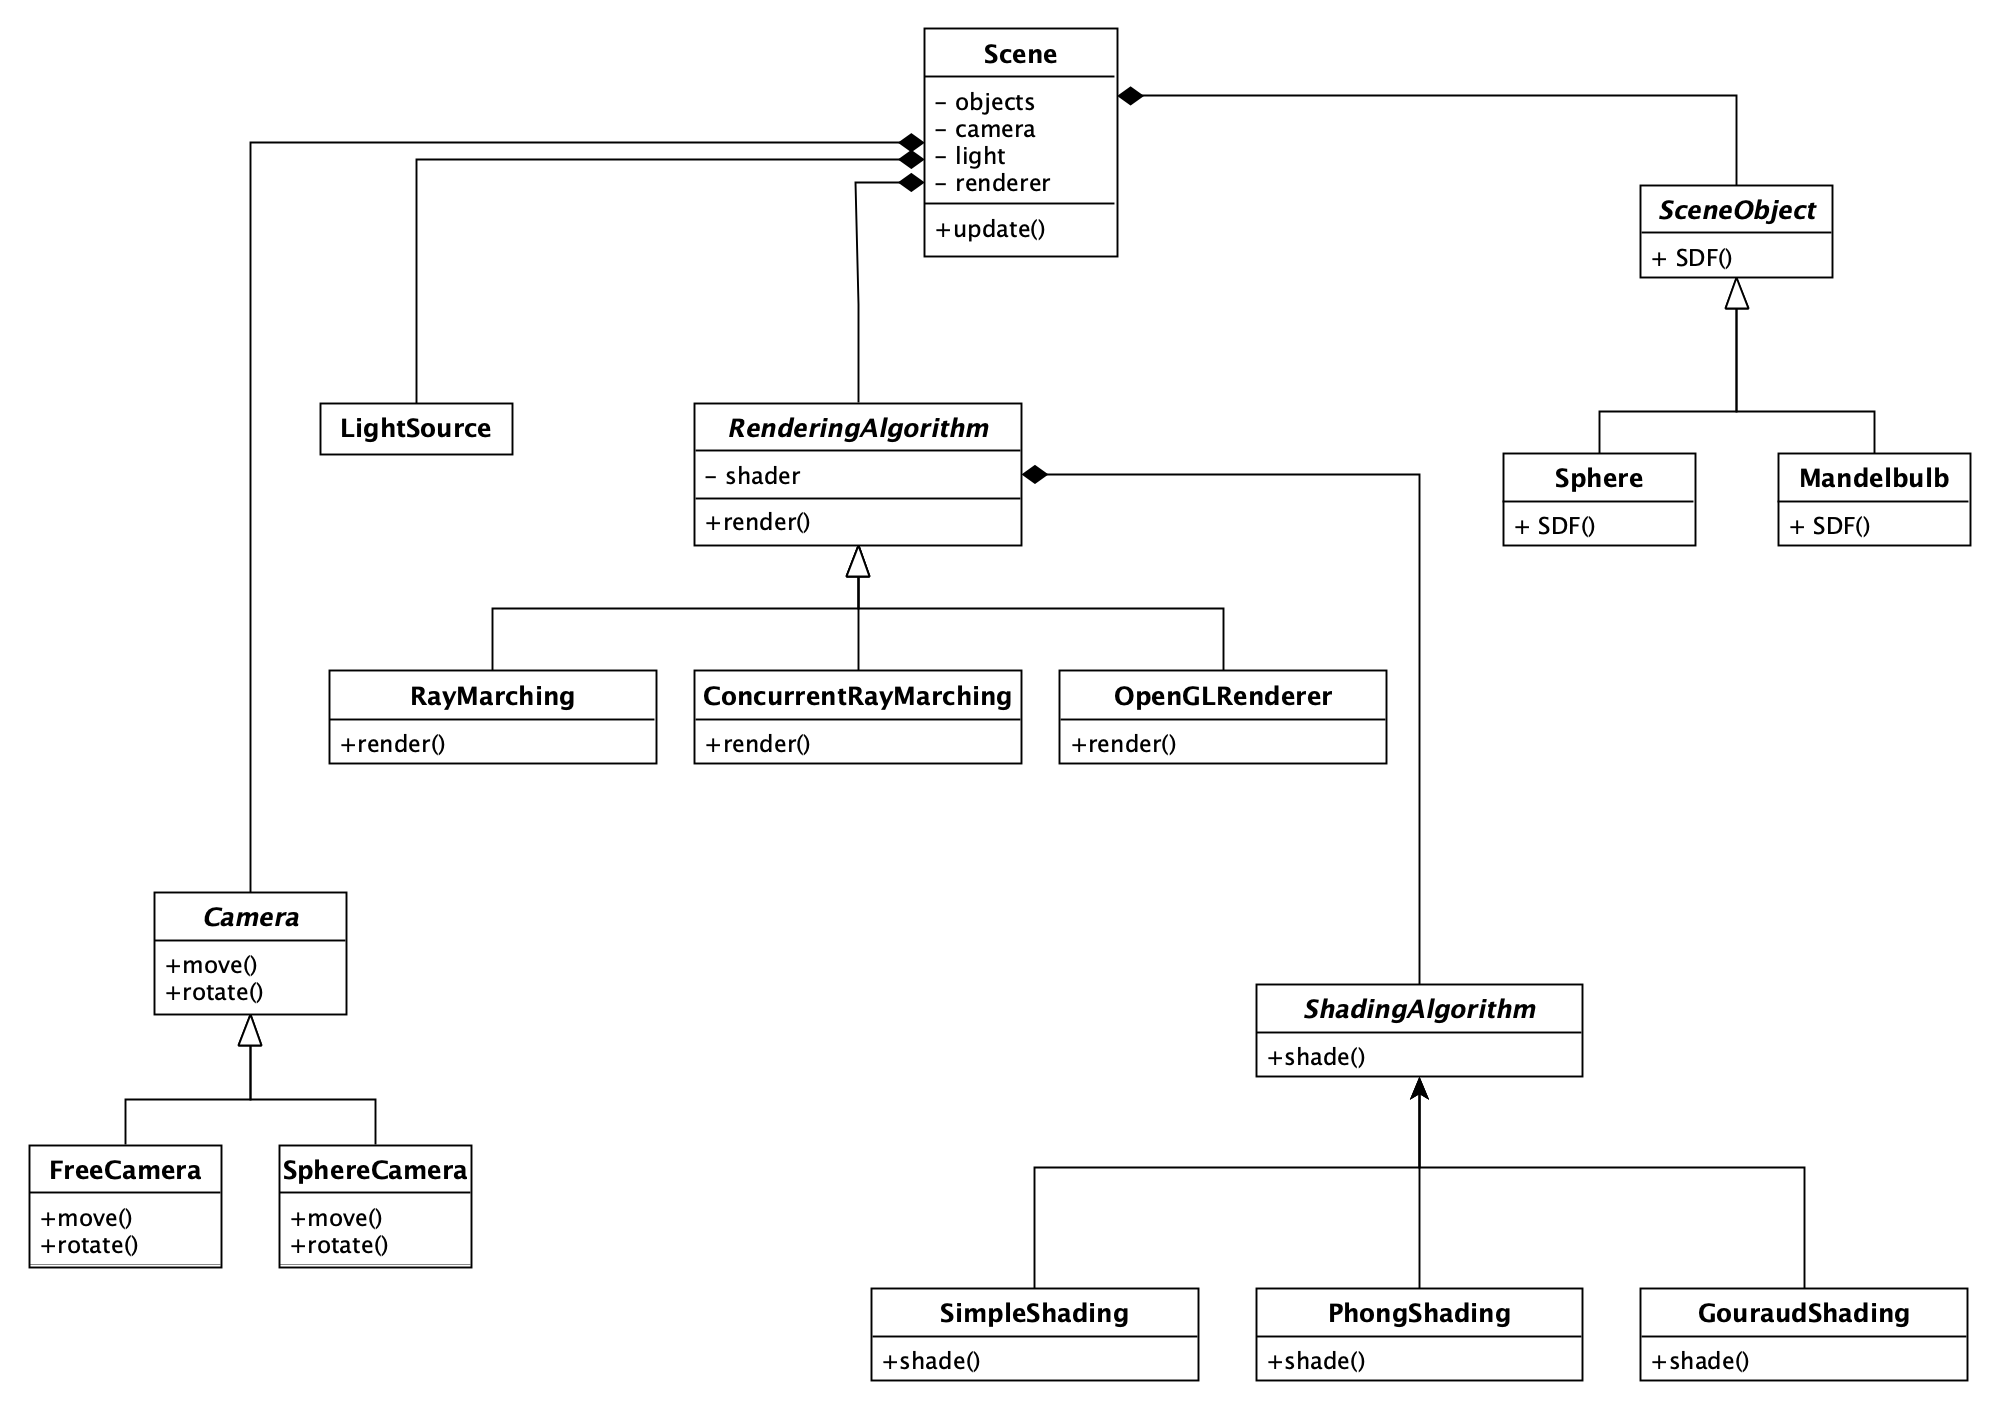 Scene
– objects
– camera
– light
– renderer
+update()
SceneObject
+ SDF()
LightSource
RenderingAlgorithm
– shader
+render()
Sphere
+ SDF()
Mandelbulb
+ SDF()
RayMarching
+render()
ConcurrentRayMarching
+render()
OpenGLRenderer
+render()
Camera
+move()
+rotate()
ShadingAlgorithm
+shade()
FreeCamera
+move()
+rotate()
SphereCamera
+move()
+rotate()
SimpleShading
+shade()
PhongShading
+shade()
GouraudShading
+shade()